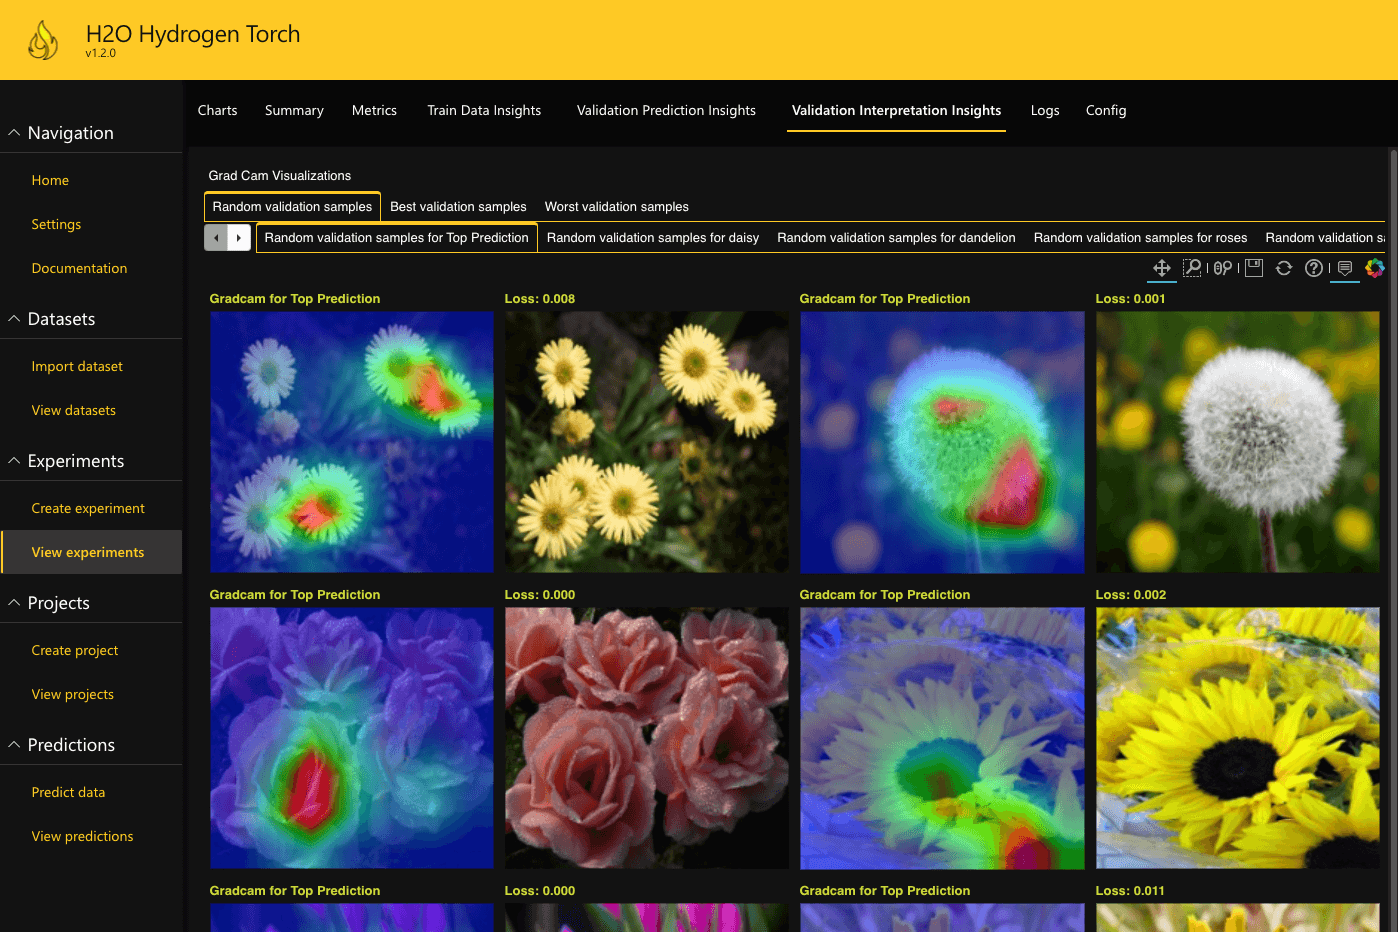 H2O Hydrogen Torch
v1.2.0
Navigation
Home
Settings
Documentation
Datasets
Import dataset
View datasets
Experiments
Create experiment
View experiments
Projects
Create project
View projects
Predictions
Predict data
View predictions
Charts Summary Metrics Train Data Insights Validation Prediction Insights Validation Interpretation Insights Logs Config
Grad Cam Visualizations
Random validation samples Best validation samples Worst validation samples
Random validation samples for Top Prediction Random validation samples for daisy Random validation samples for dandelion Random validation samples for roses Random validation
Gradcam for Top Prediction Loss: 0.008 Gradcam for Top Prediction Loss: 0.001
Gradcam for Top Prediction Loss: 0.000 Gradcam for Top Prediction Loss: 0.002
Gradcam for Top Prediction Loss: 0.000 Gradcam for Top Prediction Loss: 0.011